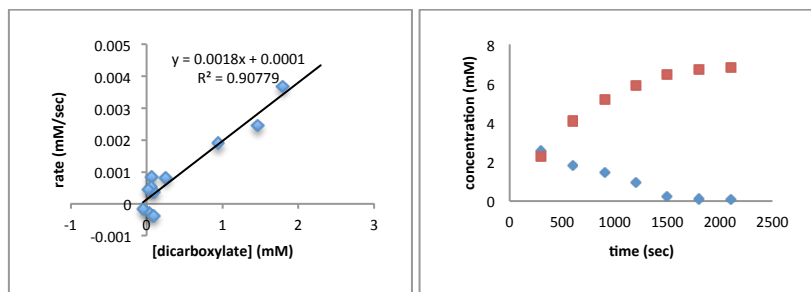 0.005
0.004
0.003
0.002
0.001
0
-0.001
y = 0.0018x + 0.0001
R² = 0.90779
rate (mM/sec)
-1 0 1 2 3
[dicarboxylate] (mM)
8
6
4
2
0
concentration (mM)
0 500 1000 1500 2000 2500
time (sec)